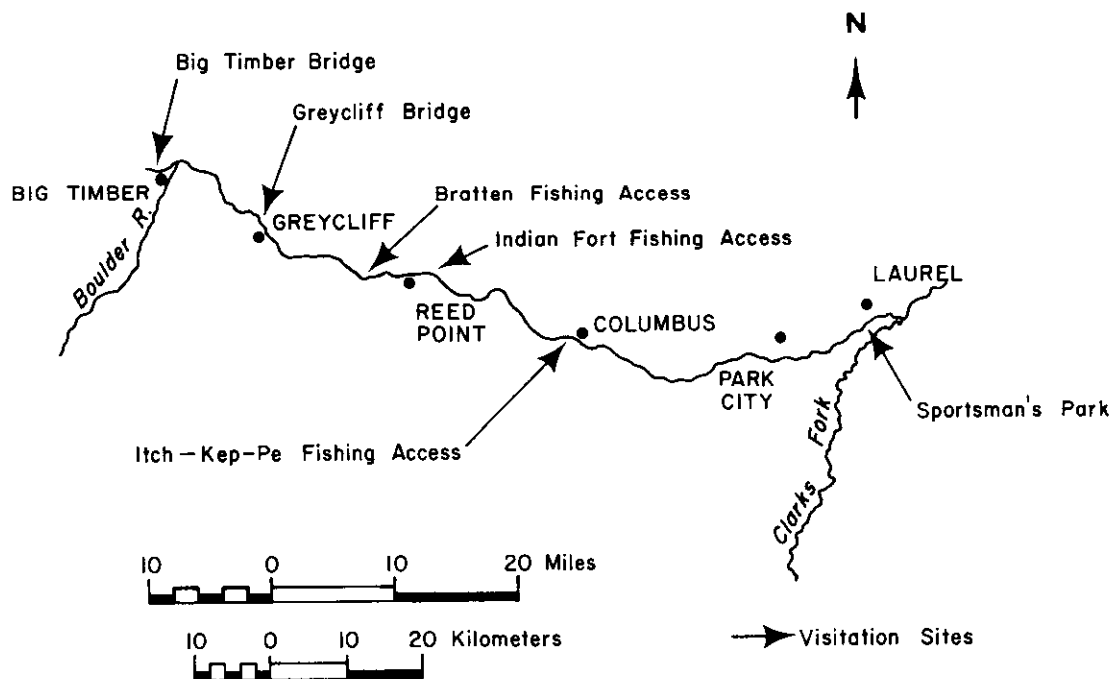 N
Big Timber Bridge
Greycliff Bridge
BIG TIMBER
Boulder R.
GREYCLIFF
Bratten Fishing Access
Indian Fort Fishing Access
REED
POINT
LAUREL
COLUMBUS
PARK
CITY
Sportsman's Park
Itch-Kep-Pe Fishing Access
Clarks Fork
10 0 10 20 Miles
10 0 10 20 Kilometers
Visitation Sites